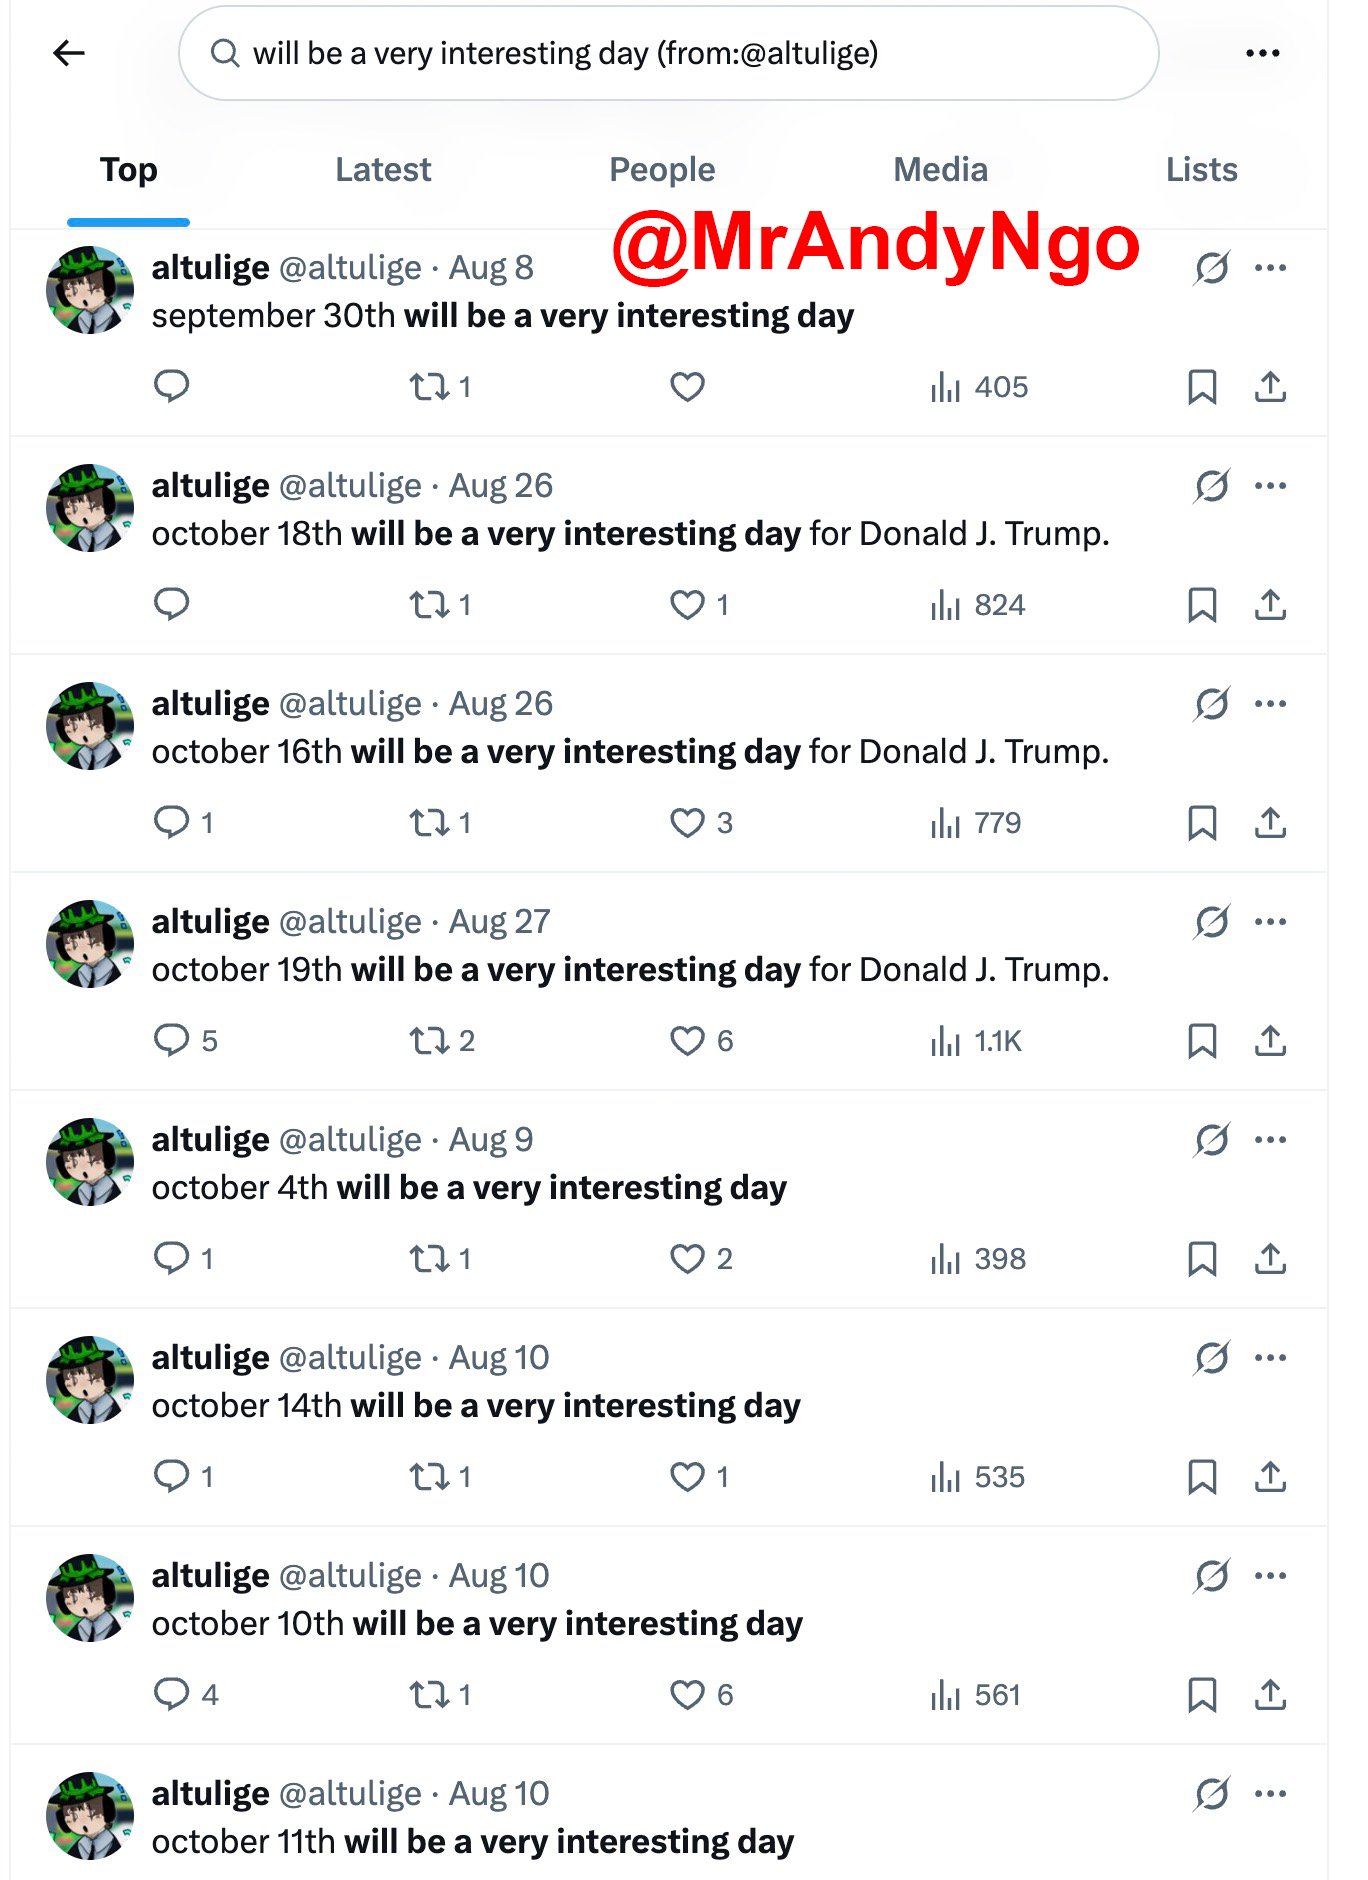 will be a very interesting day (from:@altulige)
Top Latest People Media Lists
@MrAndyNgo
altulige @altulige · Aug 8
september 30th will be a very interesting day
1 405
altulige @altulige · Aug 26
october 18th will be a very interesting day for Donald J. Trump.
1 1 824
altulige @altulige · Aug 26
october 16th will be a very interesting day for Donald J. Trump.
1 1 3 779
altulige @altulige · Aug 27
october 19th will be a very interesting day for Donald J. Trump.
5 2 6 1.1K
altulige @altulige · Aug 9
october 4th will be a very interesting day
1 1 2 398
altulige @altulige · Aug 10
october 14th will be a very interesting day
1 1 1 535
altulige @altulige · Aug 10
october 10th will be a very interesting day
4 1 6 561
altulige @altulige · Aug 10
october 11th will be a very interesting day